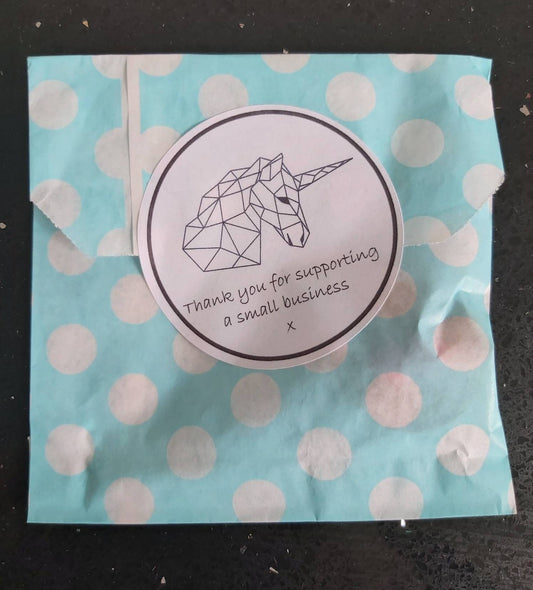 Thank you for supporting
a small business
x